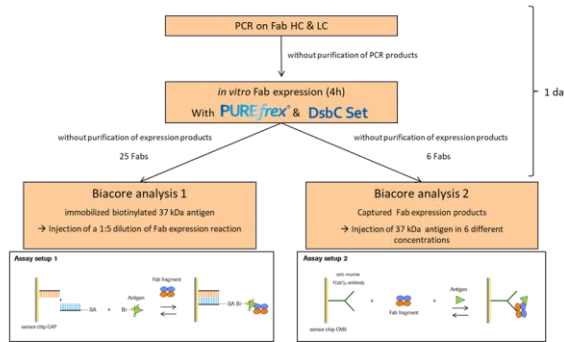 PCR on Fab HC & LC
without purification of PCR products
in vitro Fab expression (4h)
With PUREfrex® & DsbC Set
1 da
without purification of expression products
25 Fabs
without purification of expression products
6 Fabs
Biacore analysis 1
immobilized biotinylated 37 kDa antigen
→ Injection of a 1:5 dilution of Fab expression reaction
Biacore analysis 2
Captured Fab expression products
→ Injection of 37 kDa antigen in 6 different
concentrations
Assay setup 1
Fab fragment
Antigen
SA
+
Bi
+
SA Bi
sensor chip CAP
Assay setup 2
anti murine
F(ab')2 antibody
Antigen
+
+
Fab fragment
sensor chip CM5